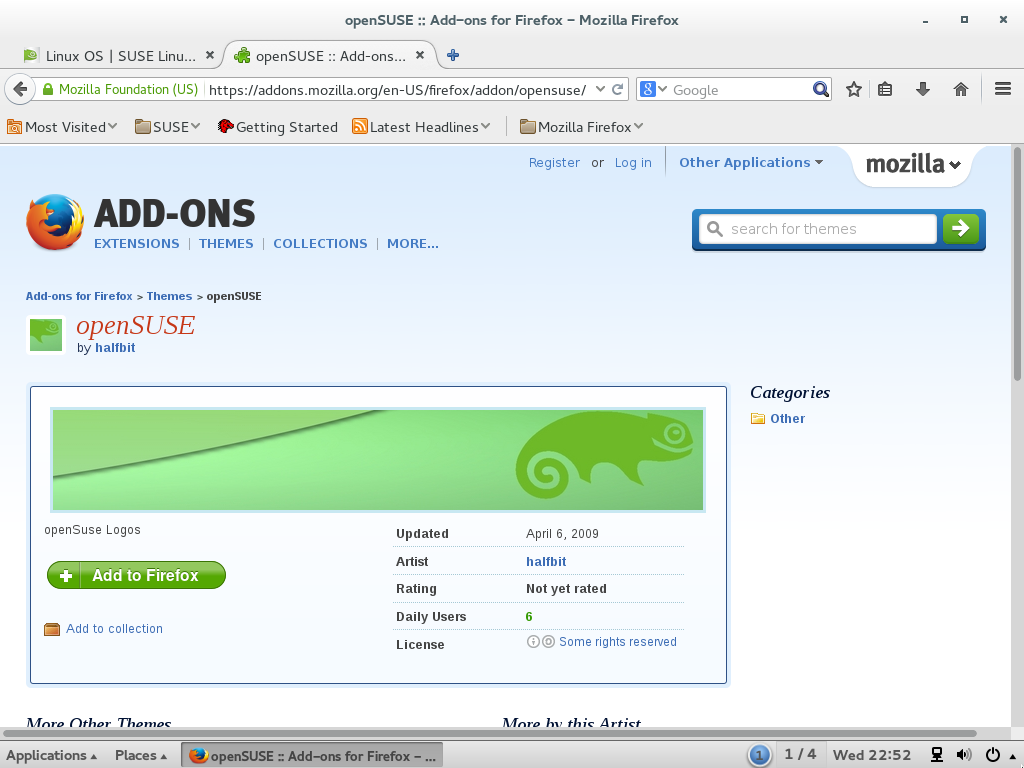 openSUSE :: Add-ons for Firefox - Mozilla Firefox
Linux OS | SUSE Linu...
openSUSE :: Add-ons...
Mozilla Foundation (US)
https://addons.mozilla.org/en-US/firefox/addon/opensuse/
Google
Most Visited
SUSE
Getting Started
Latest Headlines
Mozilla Firefox
Register or Log in
Other Applications
mozilla
ADD-ONS
EXTENSIONS | THEMES | COLLECTIONS | MORE...
search for themes
Add-ons for Firefox > Themes > openSUSE
openSUSE
by halfbit
Categories
Other
openSuse Logos
Add to Firefox
Add to collection
Updated April 6, 2009
Artist halfbit
Rating Not yet rated
Daily Users 6
License Some rights reserved
More Other Themes
More by this Artist
Applications
Places
openSUSE :: Add-ons for Firefox - ...
1
1 / 4
Wed 22:52